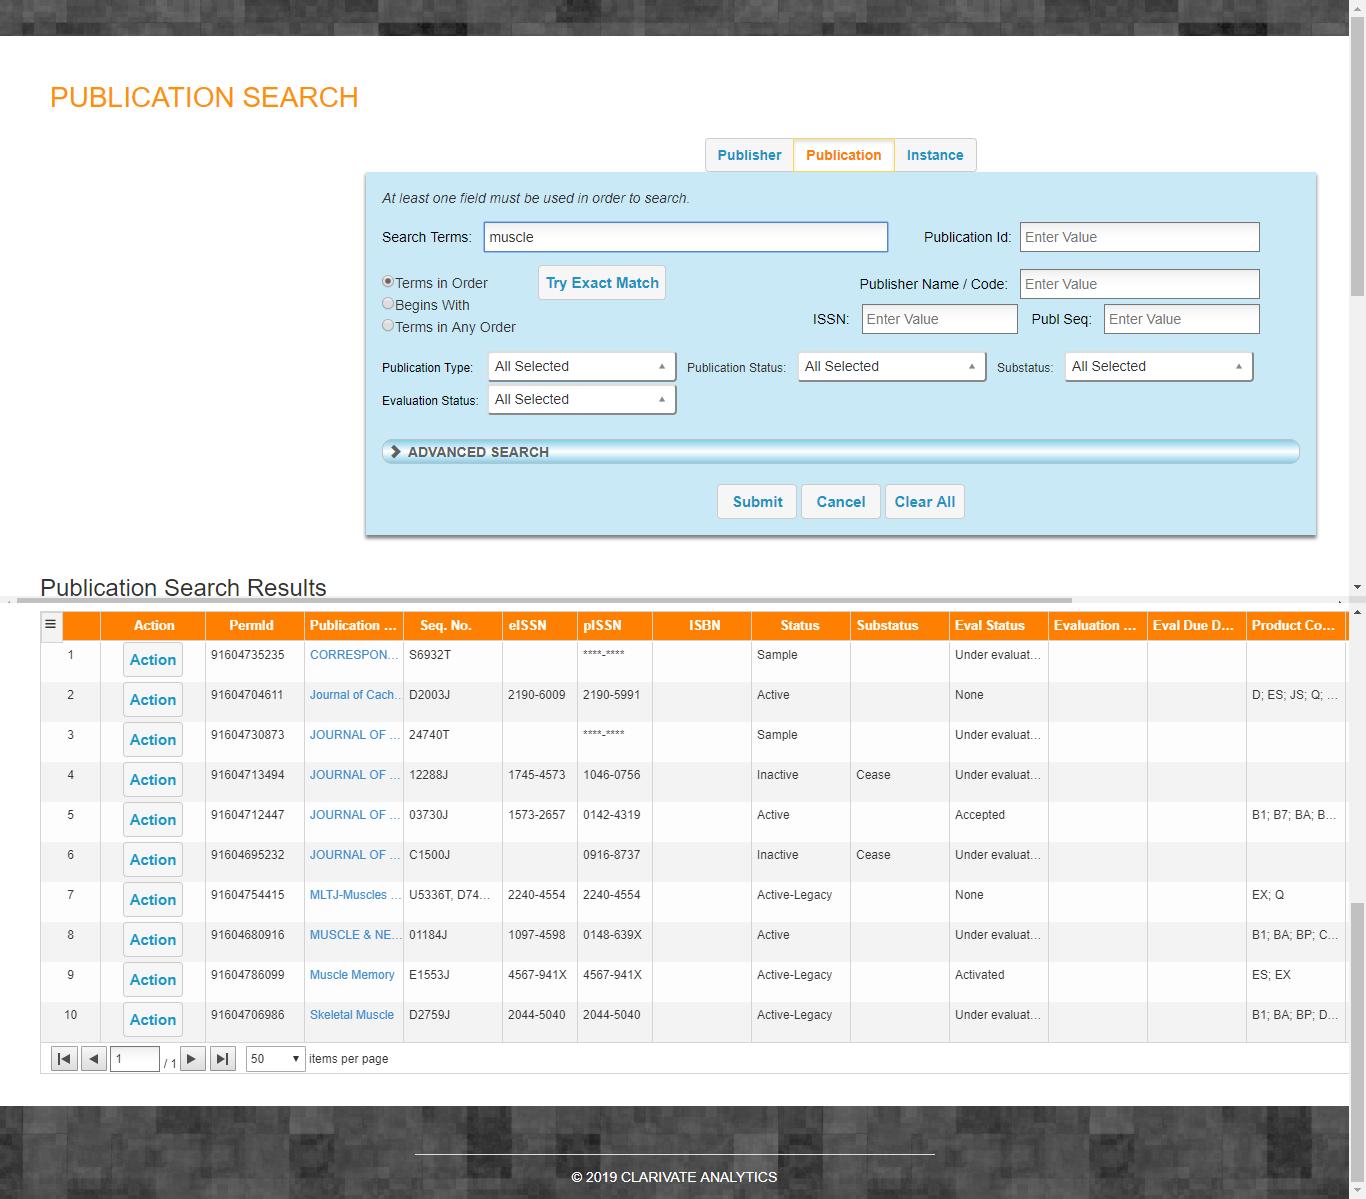 PUBLICATION SEARCH
Publisher Publication Instance
At least one field must be used in order to search.
Search Terms: muscle Publication Id: Enter Value
Terms in Order Try Exact Match Publisher Name / Code: Enter Value
Begins With
Terms in Any Order ISSN: Enter Value Publ Seq: Enter Value
Publication Type: All Selected Publication Status: All Selected Substatus: All Selected
Evaluation Status: All Selected
ADVANCED SEARCH
Submit Cancel Clear All
Publication Search Results
Action PermId Publication ... Seq. No. eISSN pISSN ISBN Status Substatus Eval Status Evaluation ... Eval Due D... Product Co...
1 Action 91604735235 CORRESPON... S6932T ****-**** Sample Under evaluat...
2 Action 91604704611 Journal of Cach... D2003J 2190-6009 2190-5991 Active None D; ES; JS; Q; ...
3 Action 91604730873 JOURNAL OF ... 24740T ****-**** Sample Under evaluat...
4 Action 91604713494 JOURNAL OF ... 12288J 1745-4573 1046-0756 Inactive Cease Under evaluat...
5 Action 91604712447 JOURNAL OF ... 03730J 1573-2657 0142-4319 Active Accepted B1; B7; BA; B...
6 Action 91604695232 JOURNAL OF ... C1500J 0916-8737 Inactive Cease Under evaluat...
7 Action 91604754415 MLTJ-Muscles ... U5336T, D74... 2240-4554 2240-4554 Active-Legacy None EX; Q
8 Action 91604680916 MUSCLE & NE... 01184J 1097-4598 0148-639X Active Under evaluat... B1; BA; BP; C...
9 Action 91604786099 Muscle Memory E1553J 4567-941X 4567-941X Active-Legacy Activated ES; EX
10 Action 91604706986 Skeletal Muscle D2759J 2044-5040 2044-5040 Active-Legacy Under evaluat... B1; BA; BP; D...
1 / 1 50 items per page
© 2019 CLARIVATE ANALYTICS